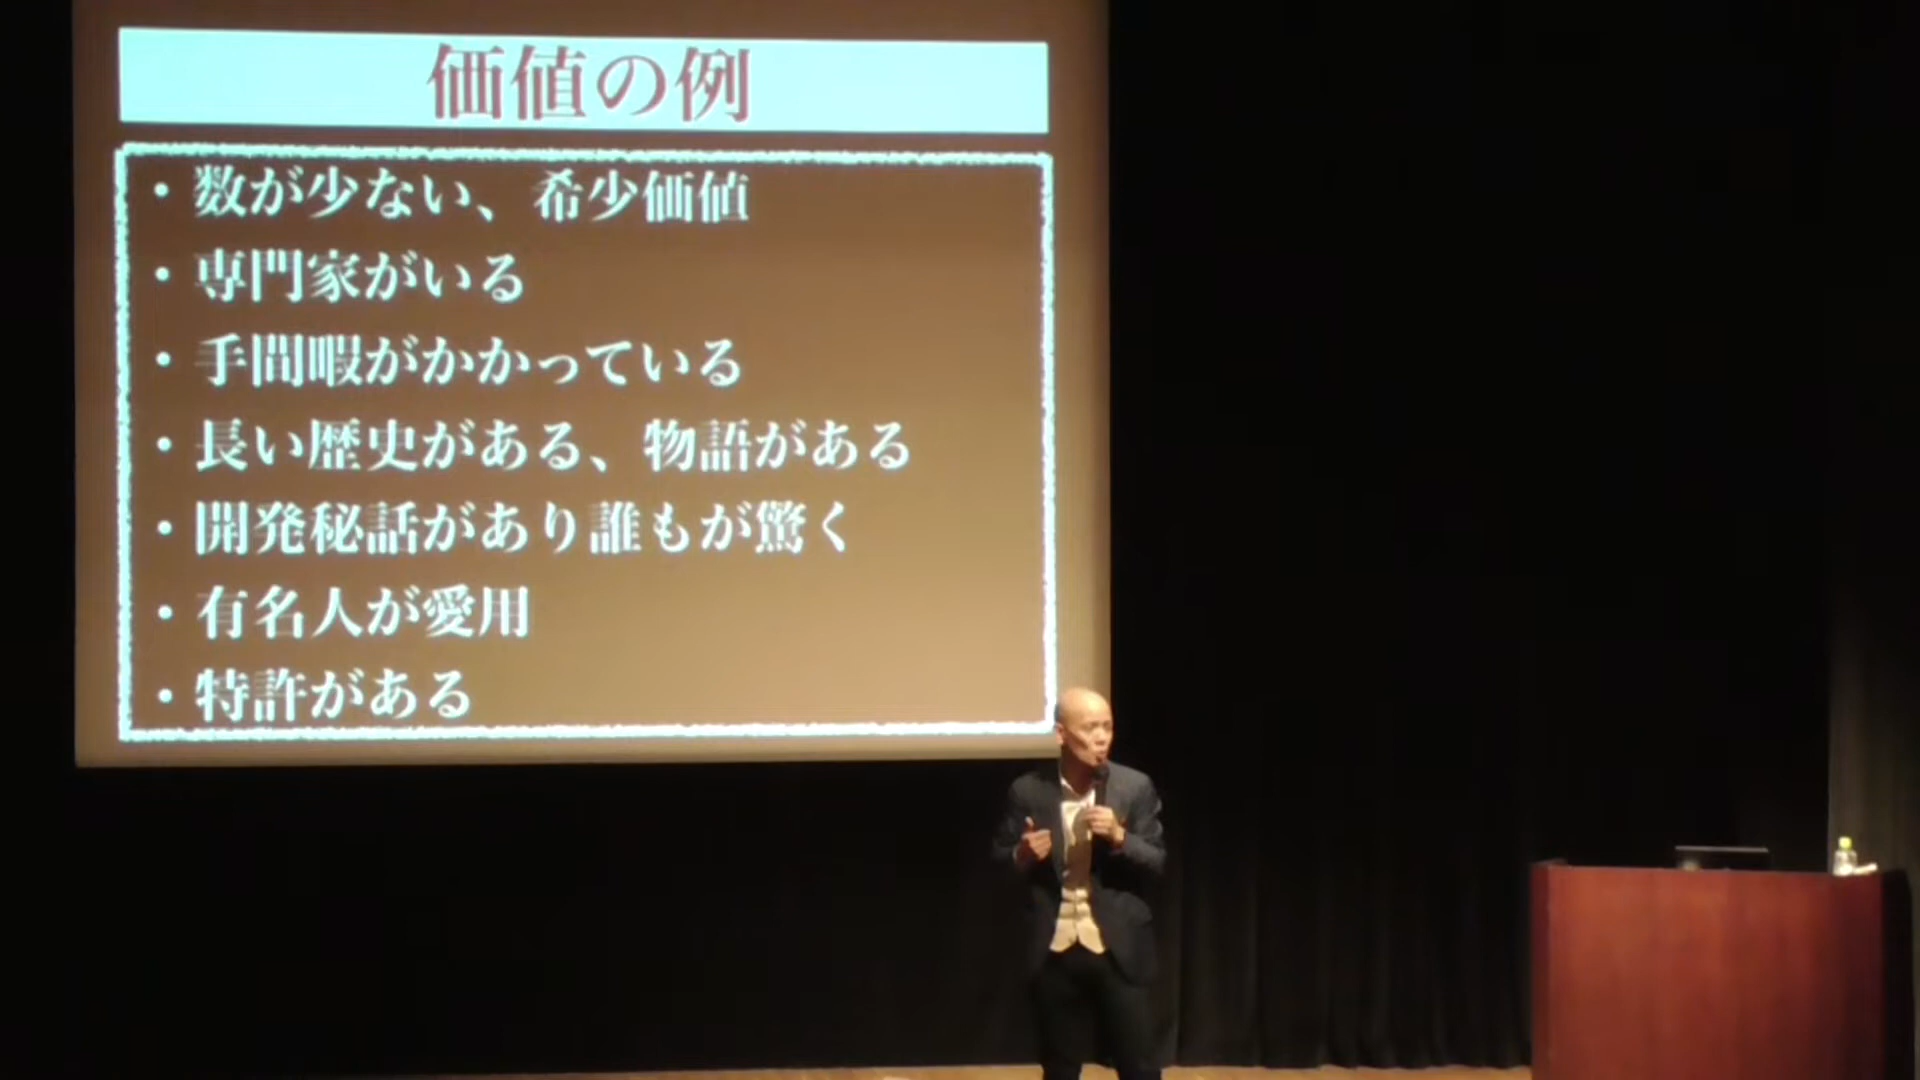 価値の例
・数が少ない、希少価値
・専門家がいる
・手間暇がかかっている
・長い歴史がある、物語がある
・開発秘話があり誰もが驚く
・有名人が愛用
・特許がある